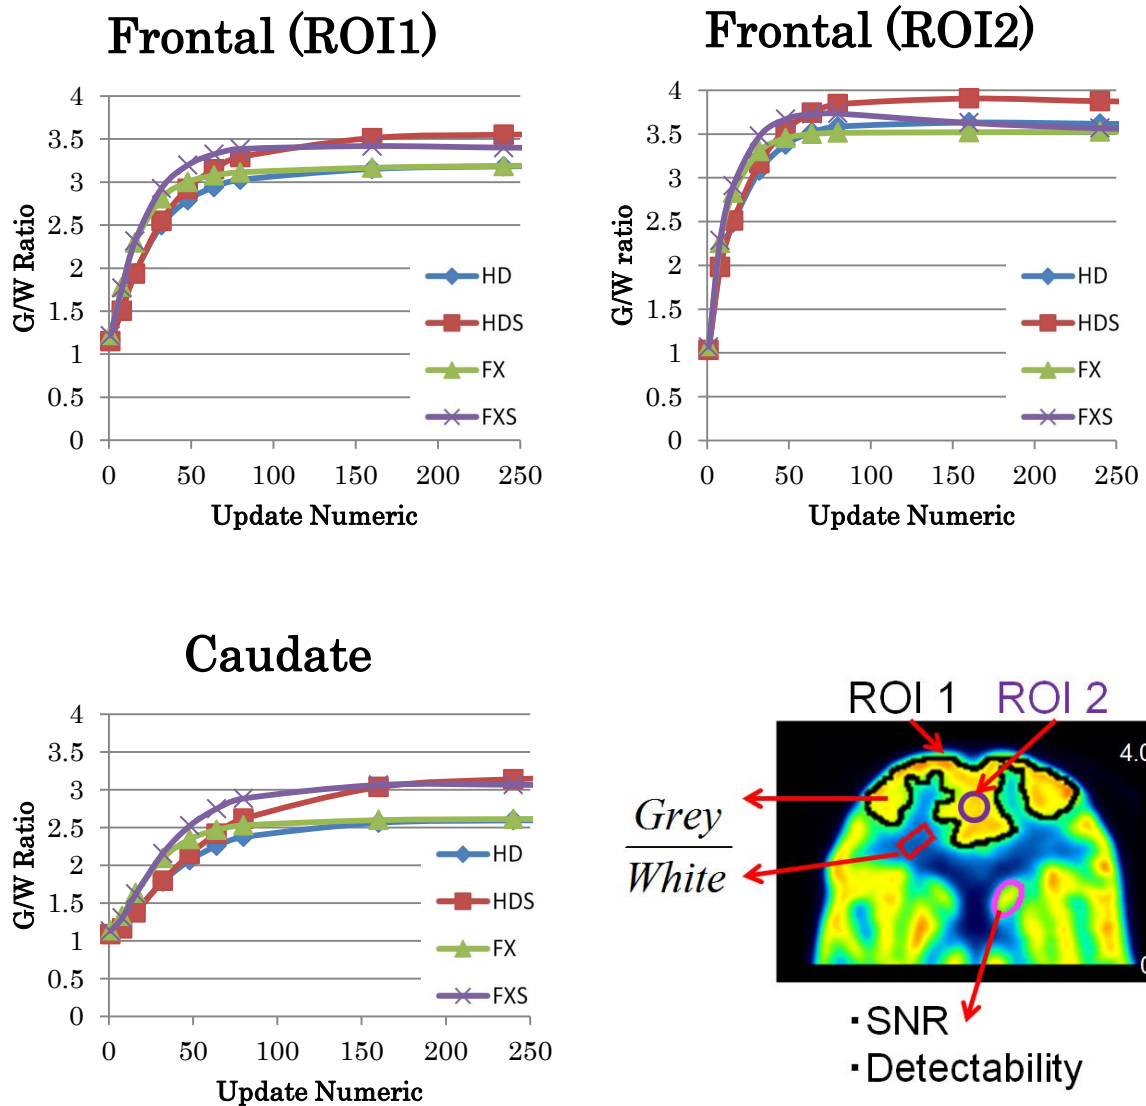 Frontal (ROI1)
4
3.5
3
2.5
2
1.5
1
0.5
0
G/W Ratio
HD
HDS
FX
FXS
0 50 100 150 200 250
Update Numeric
Frontal (ROI2)
4
3.5
3
2.5
2
1.5
1
0.5
0
G/W ratio
HD
HDS
FX
FXS
0 50 100 150 200 250
Update Numeric
Caudate
4
3.5
3
2.5
2
1.5
1
0.5
0
G/W Ratio
HD
HDS
FX
FXS
0 50 100 150 200 250
Update Numeric
ROI 1 ROI 2
4.0
Grey
White
0
・SNR
・Detectability